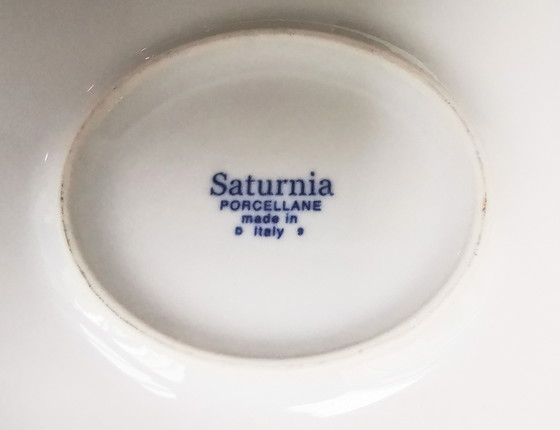 Saturnia
PORCELLANE
made in
D Italy 9